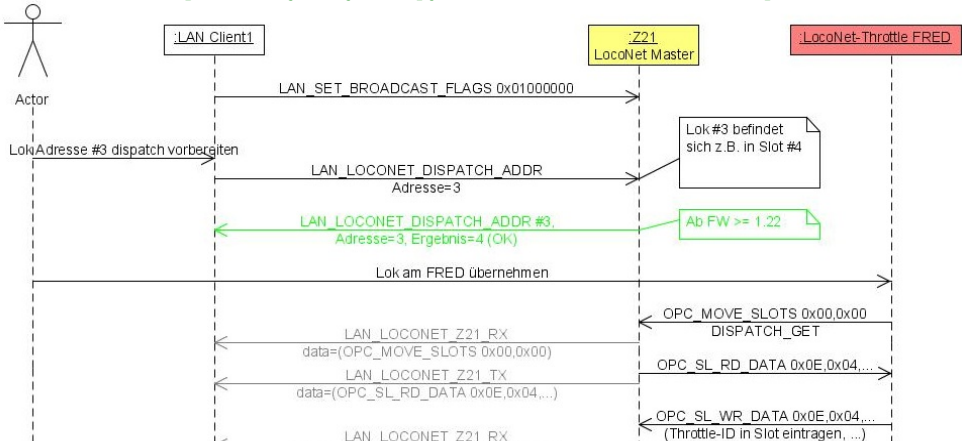 :LAN Client1
:Z21
LocoNet Master
:LocoNet-Throttle FRED
Actor
LAN_SET_BROADCAST_FLAGS 0x01000000
Lok Adresse #3 dispatch vorbereiten
Lok #3 befindet
sich z.B. in Slot #4
LAN_LOCONET_DISPATCH_ADDR
Adresse=3
LAN_LOCONET_DISPATCH_ADDR #3,
Adresse=3, Ergebnis=4 (OK)
Ab FW >= 1.22
Lok am FRED übernehmen
OPC_MOVE_SLOTS 0x00,0x00
DISPATCH_GET
LAN_LOCONET_Z21_RX
data=(OPC_MOVE_SLOTS 0x00,0x00)
OPC_SL_RD_DATA 0x0E,0x04,...
LAN_LOCONET_Z21_TX
data=(OPC_SL_RD_DATA 0x0E,0x04,...)
OPC_SL_WR_DATA 0x0E,0x04,...
(Throttle-ID in Slot eintragen, ...)
LAN_LOCONET_Z21_RX